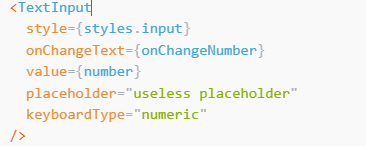 <TextInput
  style={styles.input}
  onChangeText={onChangeNumber}
  value={number}
  placeholder="useless placeholder"
  keyboardType="numeric"
/>